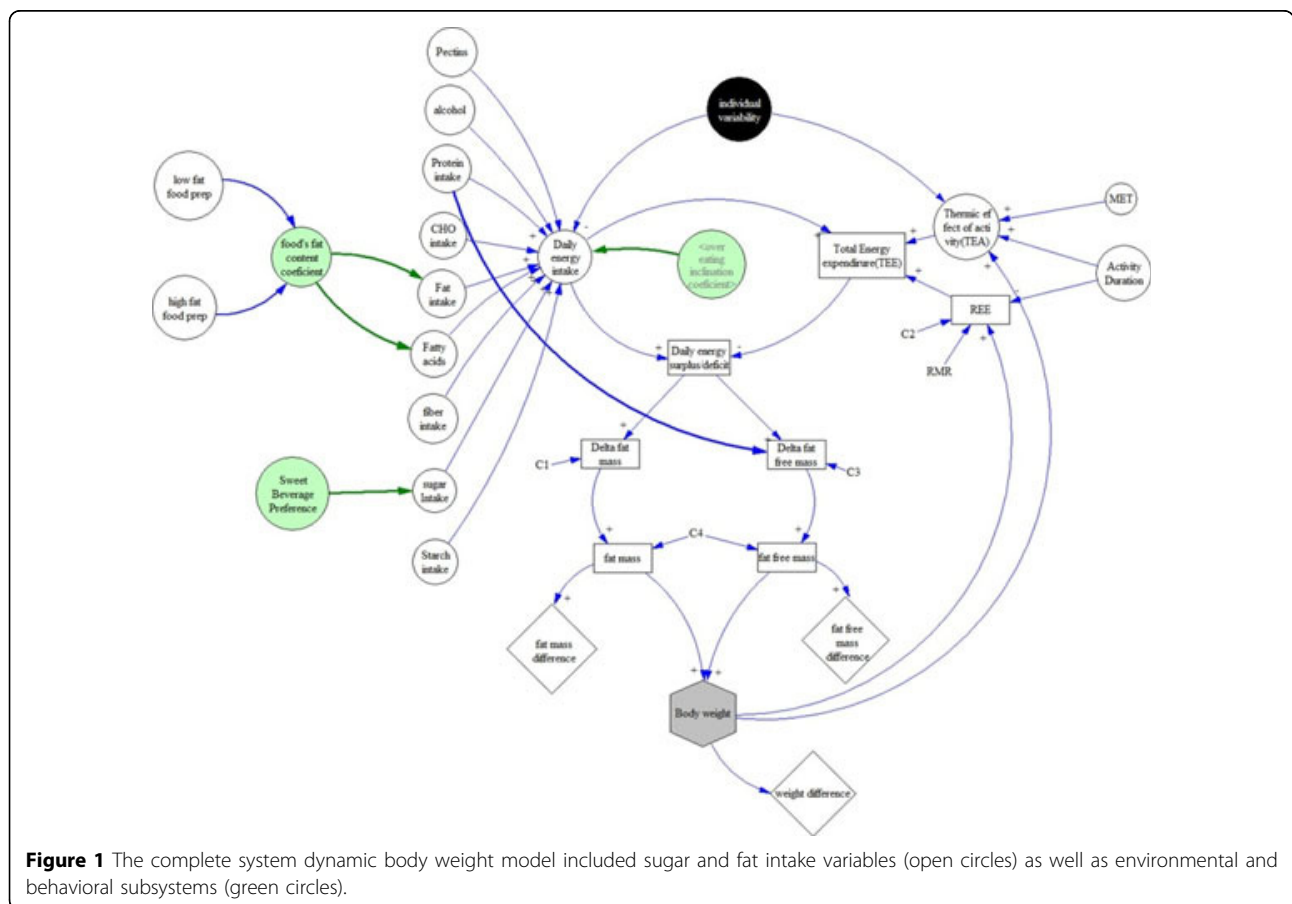 Pectins
alcohol
Protein
intake
CHO
intake
Fat
intake
Fatty
acids
fiber
intake
sugar
Intake
Starch
intake
low fat
food prep
high fat
food prep
food's fat
content
coeficient
Sweet
Beverage
Preference
individual
variability
Daily
energy
intake
<over
eating
inclination
coeficient>
Total Energy
expendirure(TEE)
Thermic ef
fect of acti
vity(TEA)
MET
Activity
Duration
REE
C2
RMR
Daily energy
surplus/deficit
Delta fat
mass
C1
Delta fat
free mass
C3
fat mass
C4
fat free mass
fat mass
difference
fat free
mass
difference
Body weight
weight difference
Figure 1 The complete system dynamic body weight model included sugar and fat intake variables (open circles) as well as environmental and
behavioral subsystems (green circles).